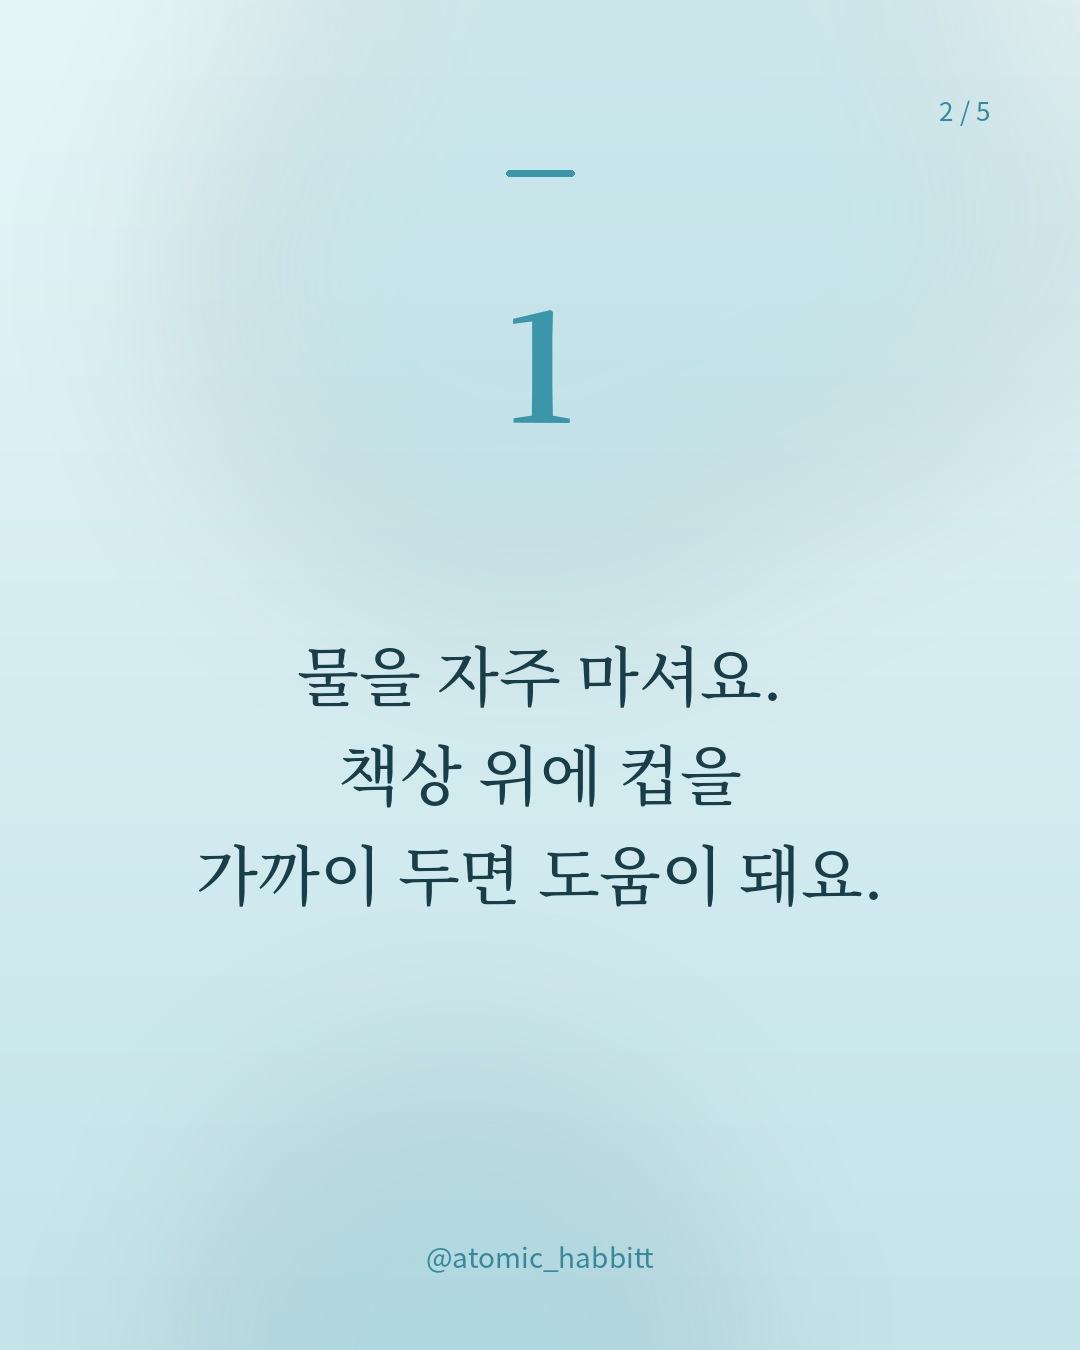 2 / 5
1
물을 자주 마셔요.
책상 위에 컵을
가까이 두면 도움이 돼요.
@atomic_habbitt